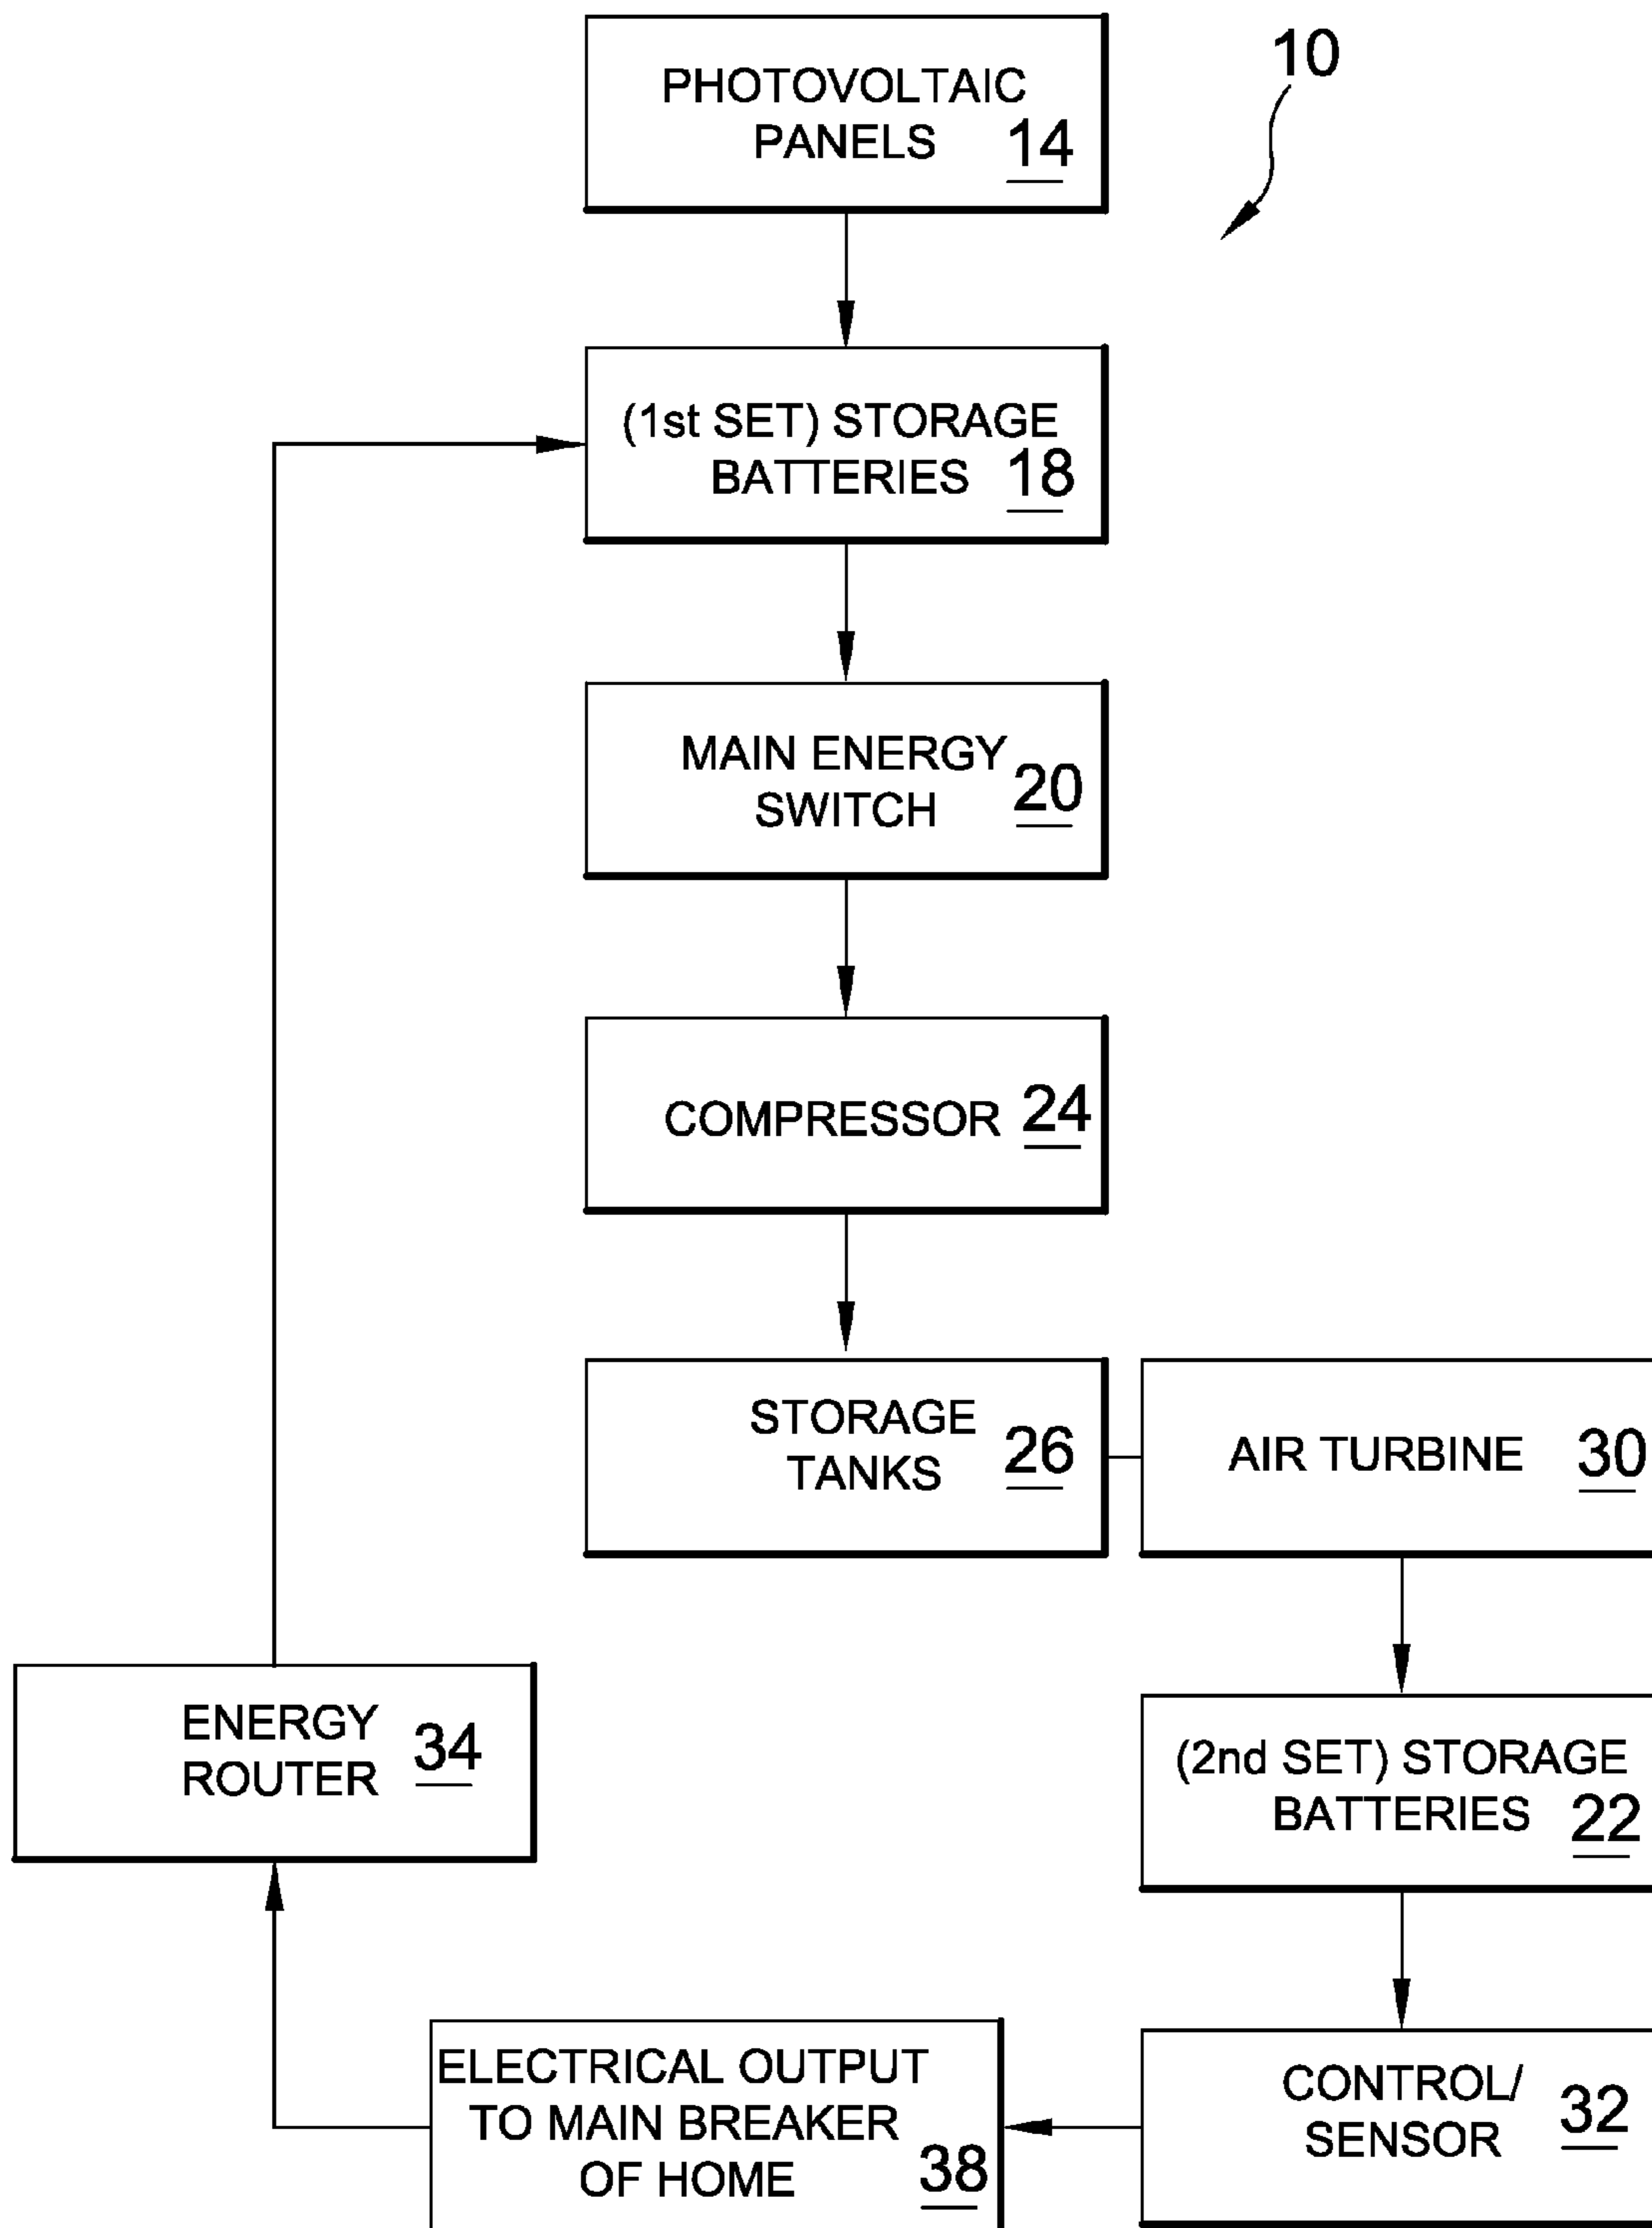 10
PHOTOVOLTAIC
PANELS 14
(1st SET) STORAGE
BATTERIES 18
MAIN ENERGY
SWITCH 20
COMPRESSOR 24
STORAGE
TANKS 26
AIR TURBINE 30
ENERGY
ROUTER 34
(2nd SET) STORAGE
BATTERIES 22
ELECTRICAL OUTPUT
TO MAIN BREAKER
OF HOME 38
CONTROL/
SENSOR 32